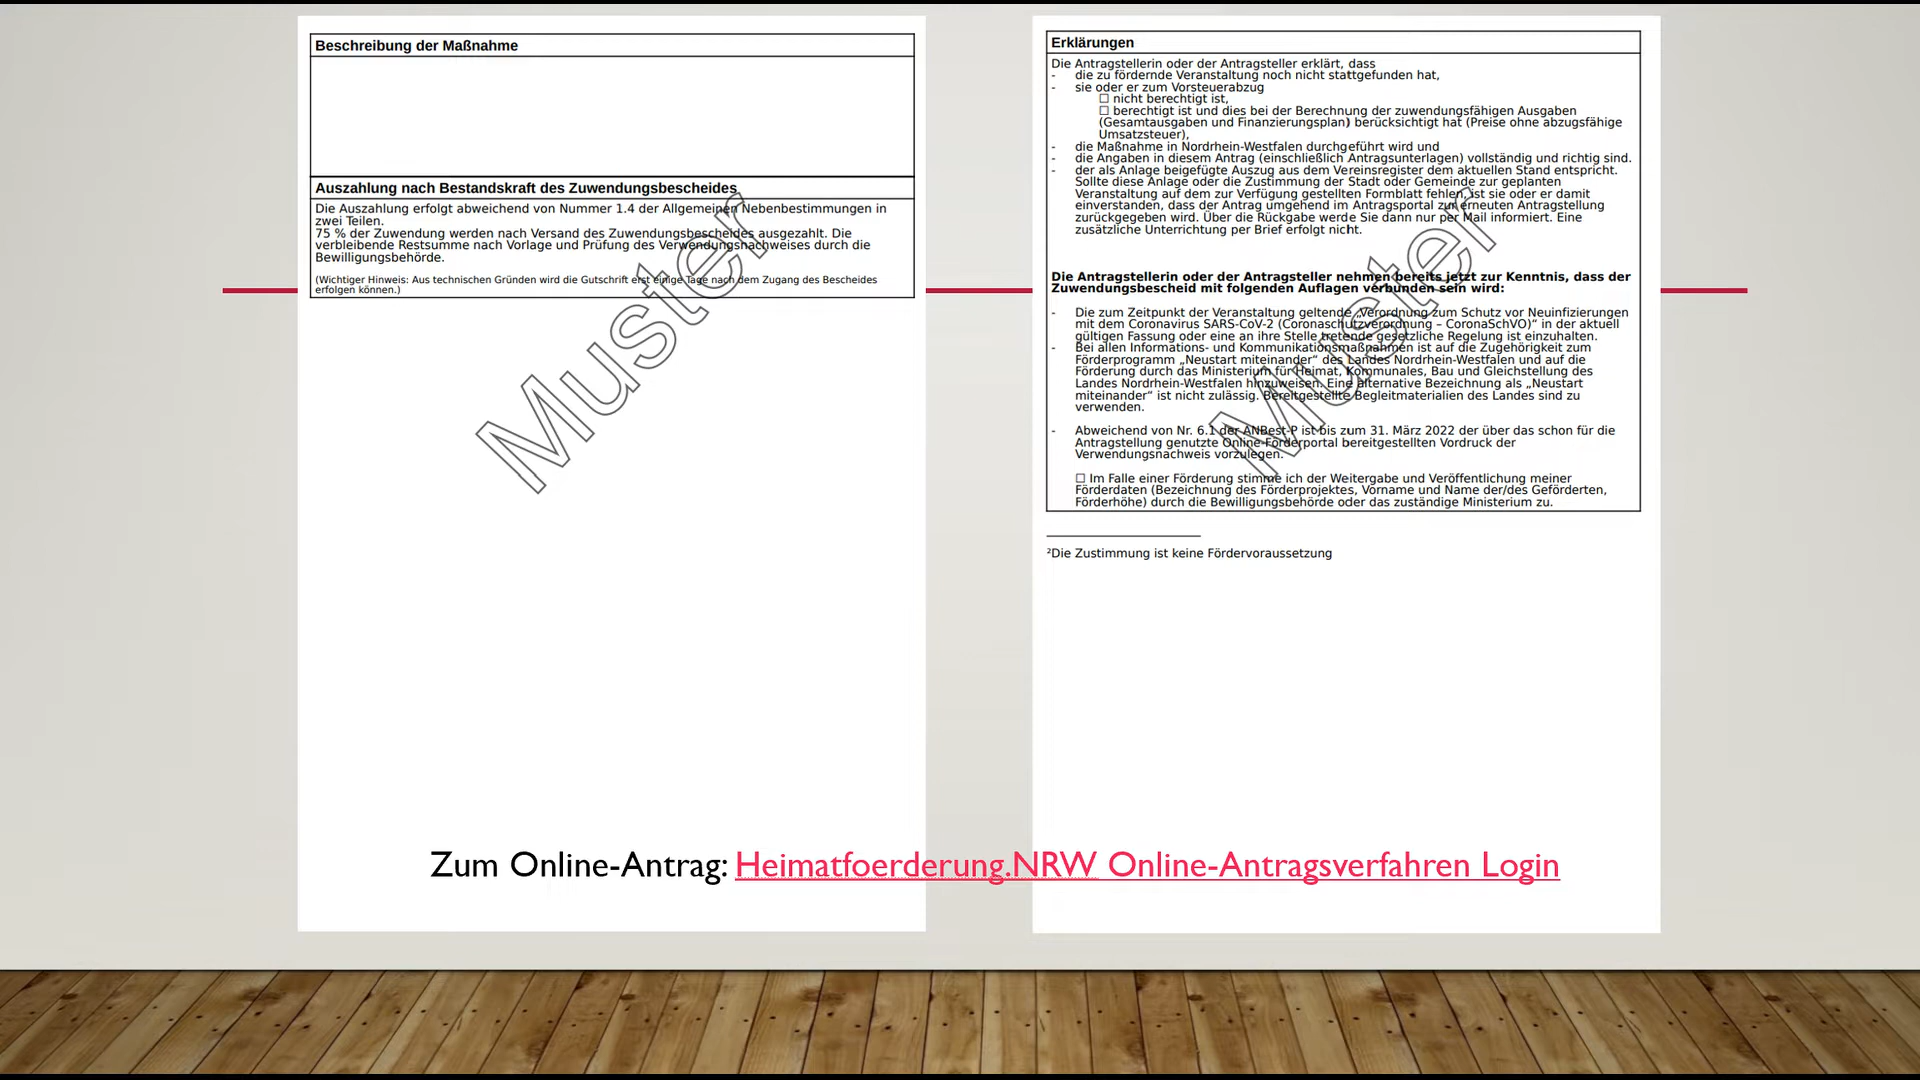 Beschreibung der Maßnahme
Auszahlung nach Bestandskraft des Zuwendungsbescheides
Die Auszahlung erfolgt abweichend von Nummer 1.4 der Allgemeinen Nebenbestimmungen in
zwei Teilen.
75 % der Zuwendung werden nach Versand des Zuwendungsbescheides ausgezahlt. Die
verbleibende Restsumme nach Vorlage und Prüfung des Verwendungsnachweises durch die
Bewilligungsbehörde.
(Wichtiger Hinweis: Aus technischen Gründen wird die Gutschrift erst einige Tage nach dem Zugang des Bescheides
erfolgen können.)
Muster
Erklärungen
Die Antragstellerin oder der Antragsteller erklärt, dass
- die zu fördernde Veranstaltung noch nicht stattgefunden hat,
- sie oder er zum Vorsteuerabzug
☐ nicht berechtigt ist,
☐ berechtigt ist und dies bei der Berechnung der zuwendungsfähigen Ausgaben
(Gesamtausgaben und Finanzierungsplan) berücksichtigt hat (Preise ohne abzugsfähige
Umsatzsteuer),
- die Maßnahme in Nordrhein-Westfalen durchgeführt wird und
- die Angaben in diesem Antrag (einschließlich Antragsunterlagen) vollständig und richtig sind.
- der als Anlage beigefügte Auszug aus dem Vereinsregister dem aktuellen Stand entspricht.
Sollte diese Anlage oder die Zustimmung der Stadt oder Gemeinde zur geplanten
Veranstaltung auf dem zur Verfügung gestellten Formblatt fehlen, ist sie oder er damit
einverstanden, dass der Antrag umgehend im Antragsportal zur erneuten Antragstellung
zurückgegeben wird. Über die Rückgabe werde Sie dann nur per Mail informiert. Eine
zusätzliche Unterrichtung per Brief erfolgt nicht.
Die Antragstellerin oder der Antragsteller nehmen bereits jetzt zur Kenntnis, dass der
Zuwendungsbescheid mit folgenden Auflagen verbunden sein wird:
- Die zum Zeitpunkt der Veranstaltung geltende „Verordnung zum Schutz vor Neuinfizierungen
mit dem Coronavirus SARS-CoV-2 (Coronaschutzverordnung – CoronaSchVO)“ in der aktuell
gültigen Fassung oder eine an ihre Stelle tretende gesetzliche Regelung ist einzuhalten.
- Bei allen Informations- und Kommunikationsmaßnahmen ist auf die Zugehörigkeit zum
Förderprogramm „Neustart miteinander“ des Landes Nordrhein-Westfalen und auf die
Förderung durch das Ministerium für Heimat, Kommunales, Bau und Gleichstellung des
Landes Nordrhein-Westfalen hinzuweisen. Eine alternative Bezeichnung als „Neustart
miteinander“ ist nicht zulässig. Bereitgestellte Begleitmaterialien des Landes sind zu
verwenden.
- Abweichend von Nr. 6.1 der ANBest-P ist bis zum 31. März 2022 der über das schon für die
Antragstellung genutzte Online-Förderportal bereitgestellten Vordruck der
Verwendungsnachweis vorzulegen.
☐ Im Falle einer Förderung stimme ich der Weitergabe und Veröffentlichung meiner
Förderdaten (Bezeichnung des Förderprojektes, Vorname und Name der/des Geförderten,
Förderhöhe) durch die Bewilligungsbehörde oder das zuständige Ministerium zu.
²Die Zustimmung ist keine Fördervoraussetzung
Muster
Zum Online-Antrag: Heimatfoerderung.NRW Online-Antragsverfahren Login